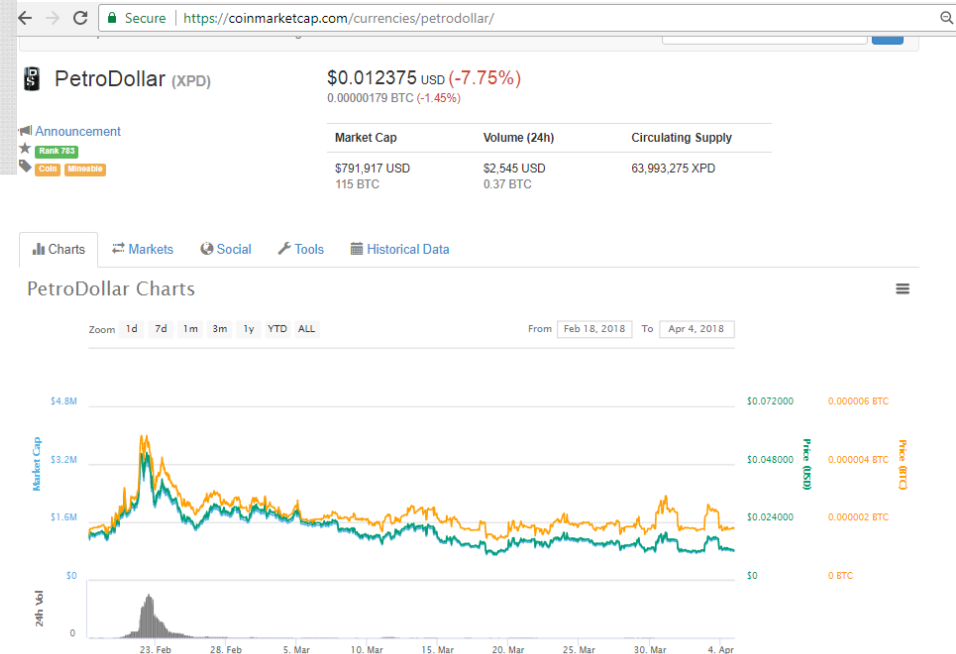 Secure | https://coinmarketcap.com/currencies/petrodollar/
PetroDollar (XPD)
$0.012375 USD (-7.75%)
0.00000179 BTC (-1.45%)
Announcement
Rank 783
Coin Mineable
Market Cap Volume (24h) Circulating Supply
$791,917 USD $2,545 USD 63,993,275 XPD
115 BTC 0.37 BTC
Charts Markets Social Tools Historical Data
PetroDollar Charts
Zoom 1d 7d 1m 3m 1y YTD ALL From Feb 18, 2018 To Apr 4, 2018
$4.8M $0.072000 0.000006 BTC
$3.2M $0.048000 0.000004 BTC
$1.6M $0.024000 0.000002 BTC
$0 $0 0 BTC
Market Cap
Price (USD)
Price (BTC)
24h Vol
0
23. Feb 28. Feb 5. Mar 10. Mar 15. Mar 20. Mar 25. Mar 30. Mar 4. Apr